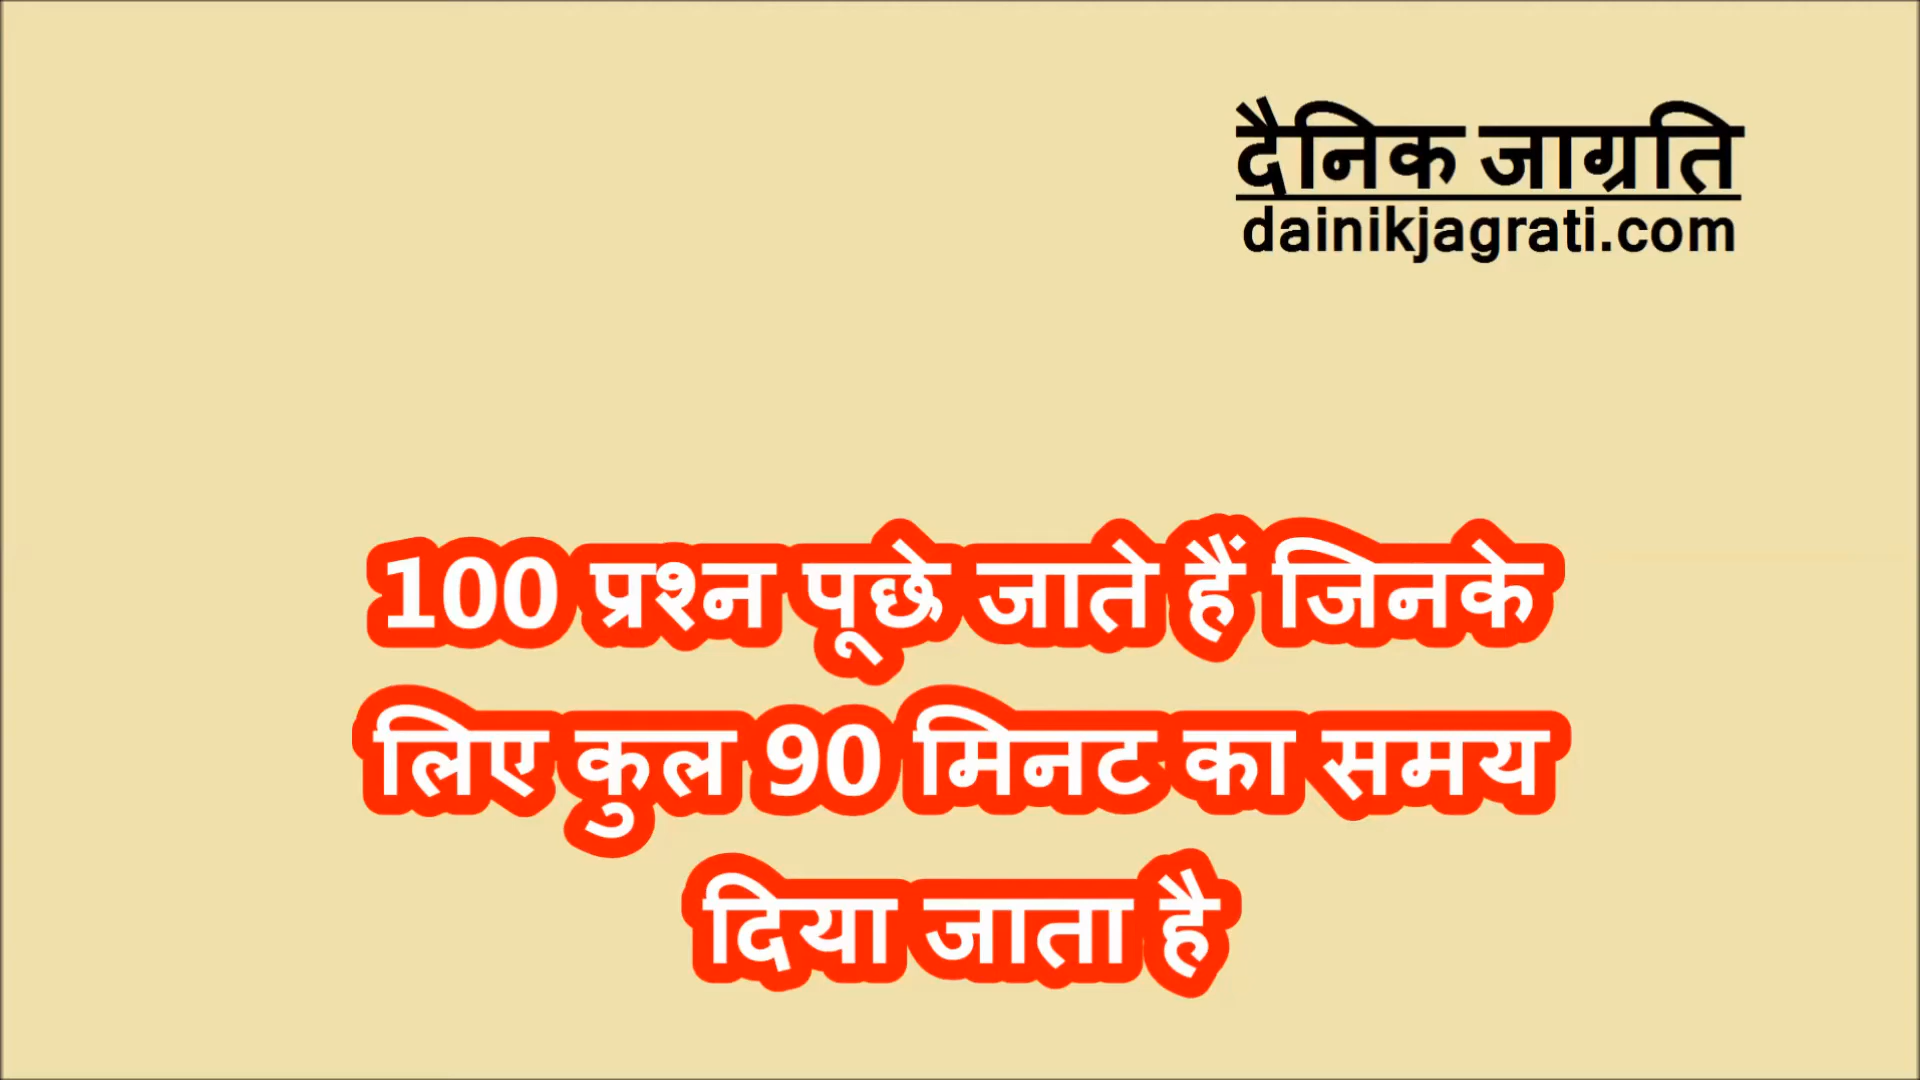 दैनिक जाग्रति
dainikjagrati.com
100 प्रश्न पूछे जाते हैं जिनके
लिए कुल 90 मिनट का समय
दिया जाता है